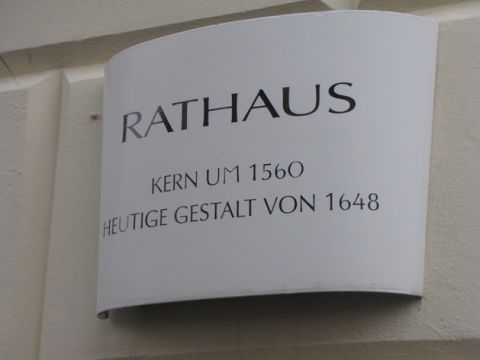 RATHAUS
KERN UM 1560
HEUTIGE GESTALT VON 1648